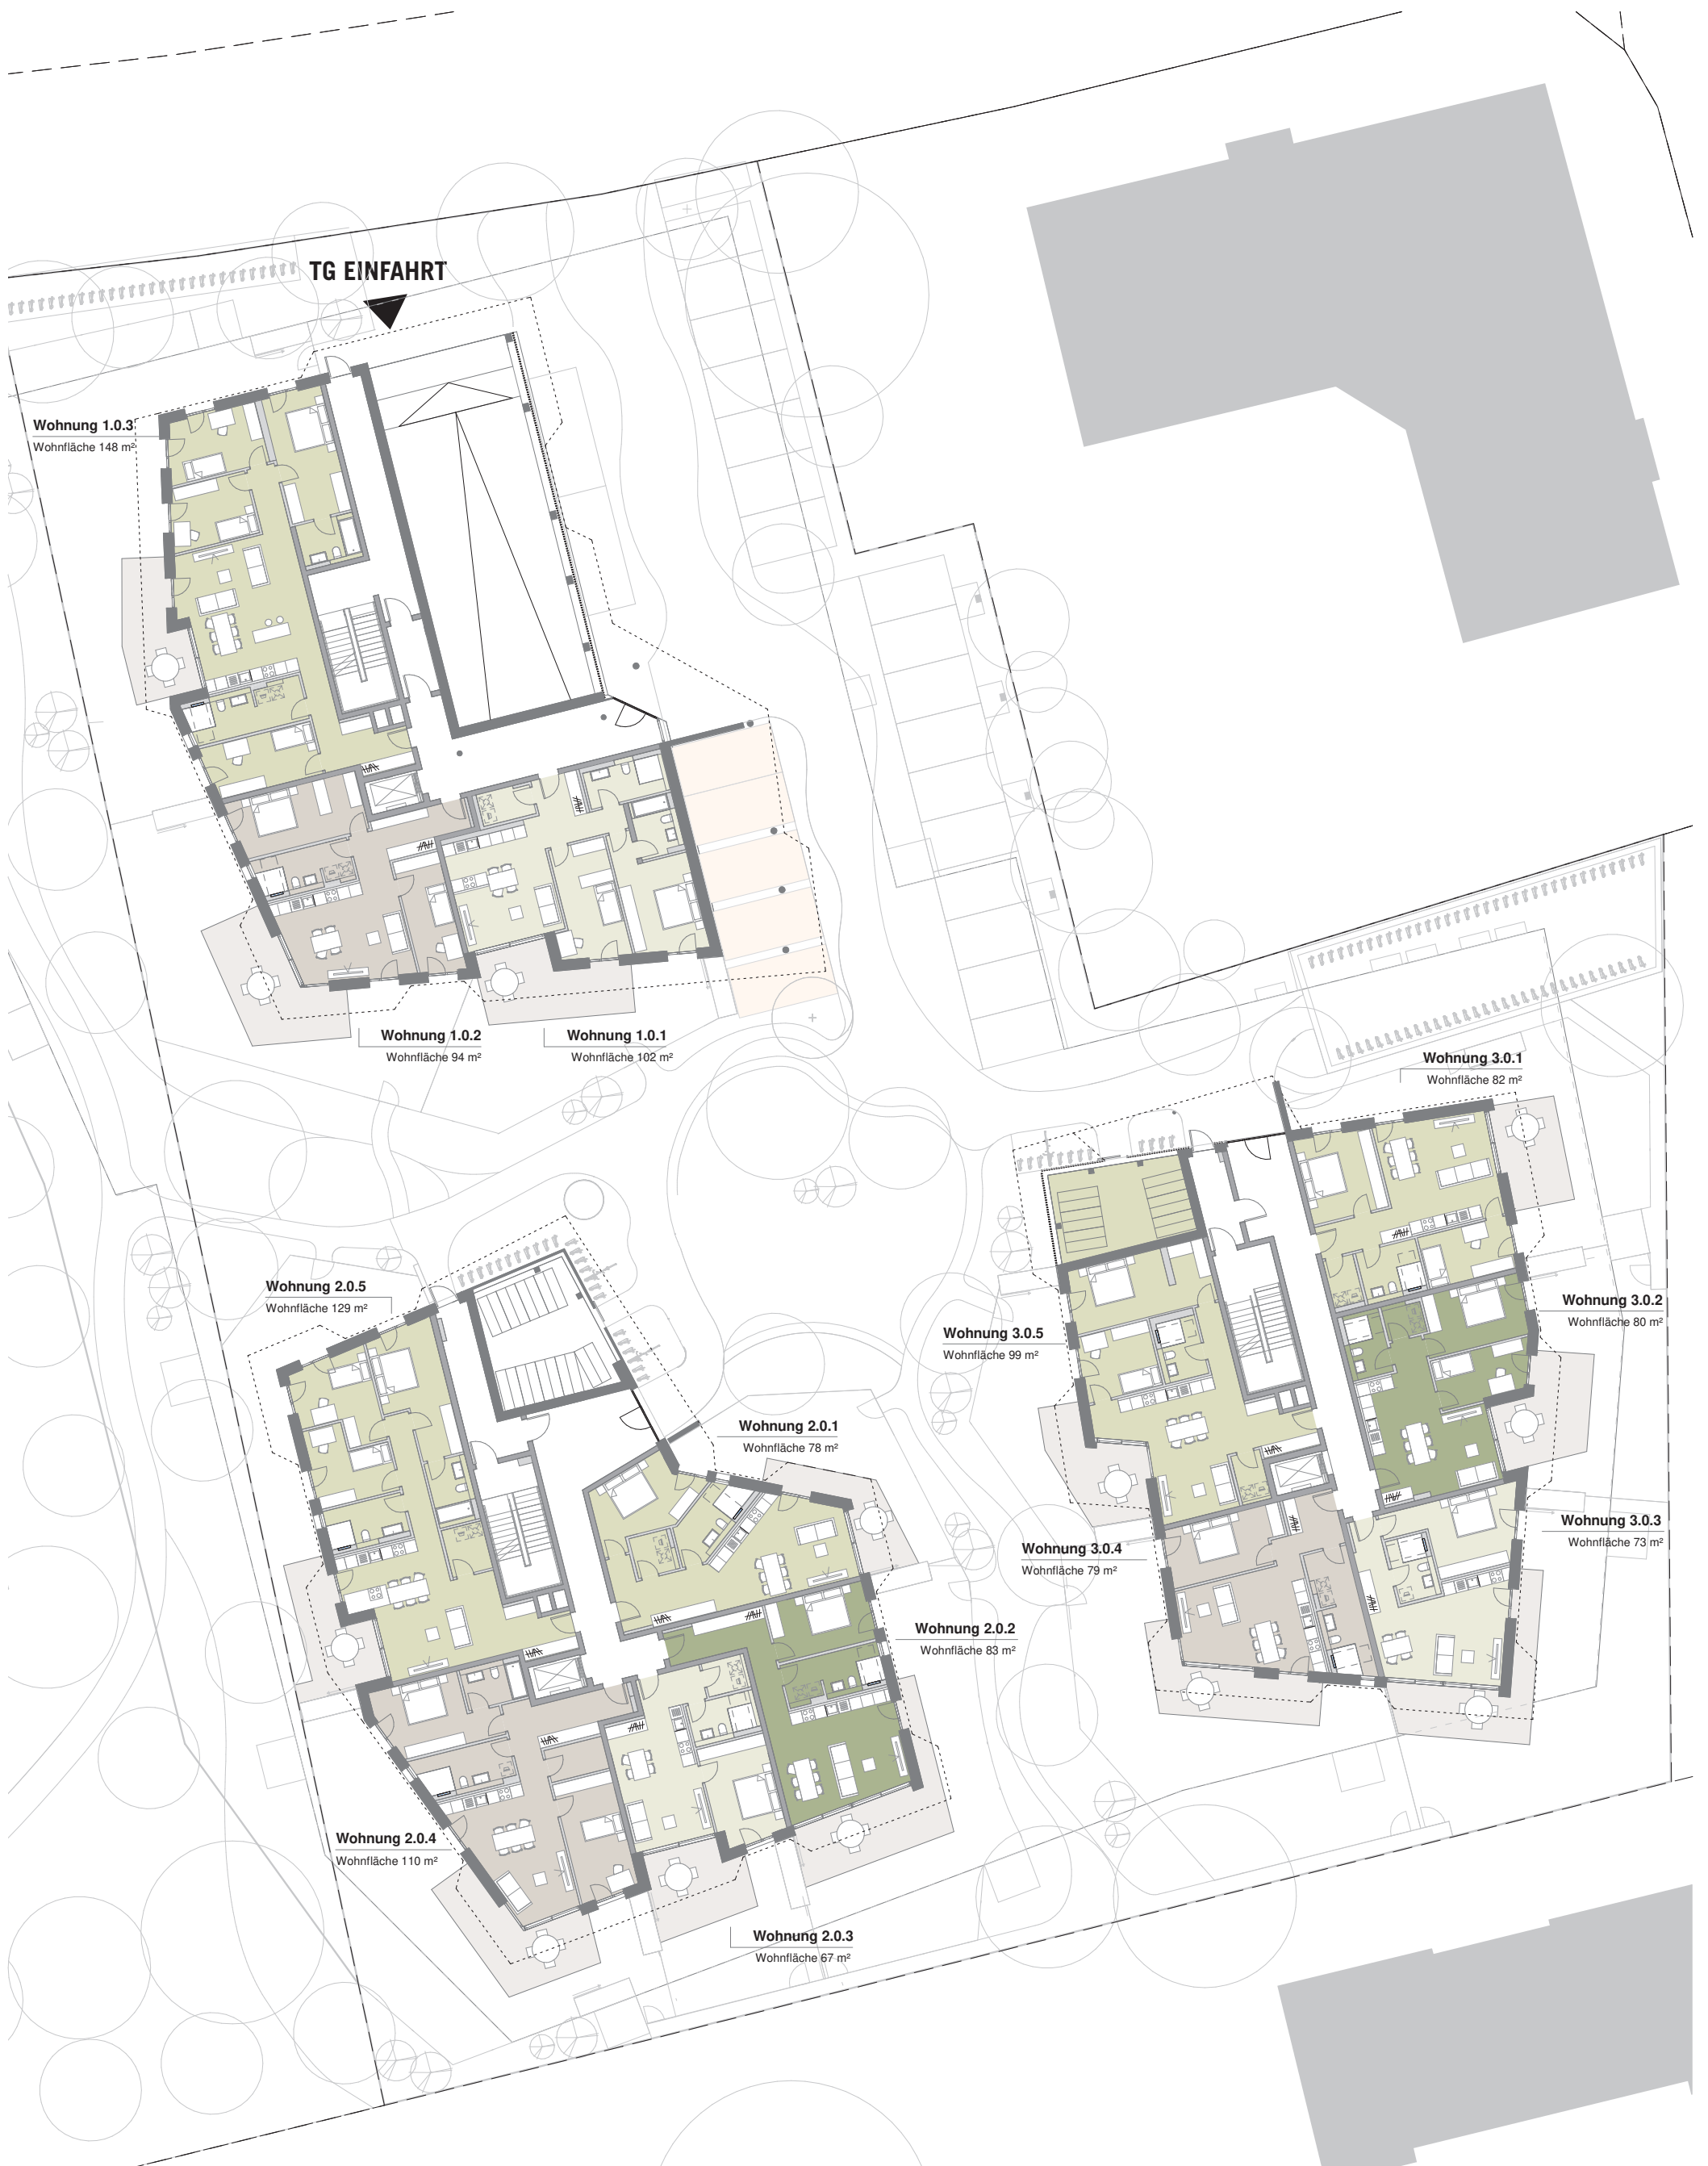 TG EINFAHRT
Wohnung 1.0.3
Wohnfläche 148 m²
Wohnung 1.0.2
Wohnfläche 94 m²
Wohnung 1.0.1
Wohnfläche 102 m²
Wohnung 3.0.1
Wohnfläche 82 m²
Wohnung 2.0.5
Wohnfläche 129 m²
Wohnung 3.0.2
Wohnfläche 80 m²
Wohnung 3.0.5
Wohnfläche 99 m²
Wohnung 2.0.1
Wohnfläche 78 m²
Wohnung 3.0.3
Wohnfläche 73 m²
Wohnung 3.0.4
Wohnfläche 79 m²
Wohnung 2.0.2
Wohnfläche 83 m²
Wohnung 2.0.4
Wohnfläche 110 m²
Wohnung 2.0.3
Wohnfläche 67 m²